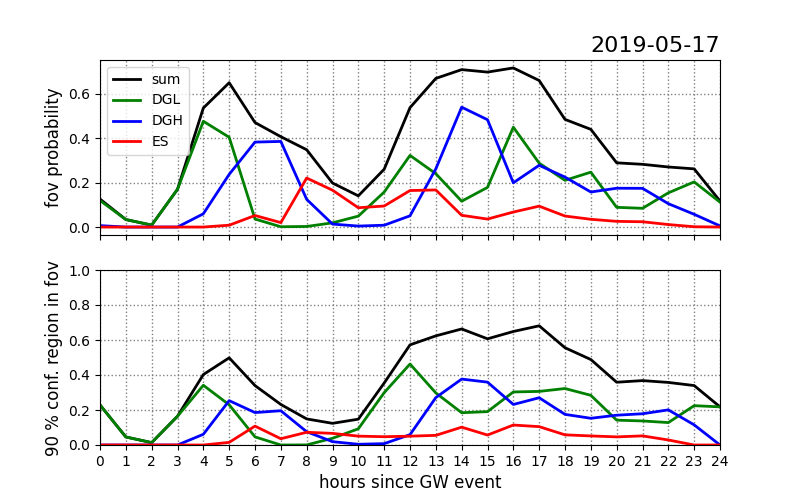 2019-05-17
fov probability
0.6
0.4
0.2
0.0
sum
DGL
DGH
ES
90 % conf. region in fov
1.0
0.8
0.6
0.4
0.2
0.0
0 1 2 3 4 5 6 7 8 9 10 11 12 13 14 15 16 17 18 19 20 21 22 23 24
hours since GW event